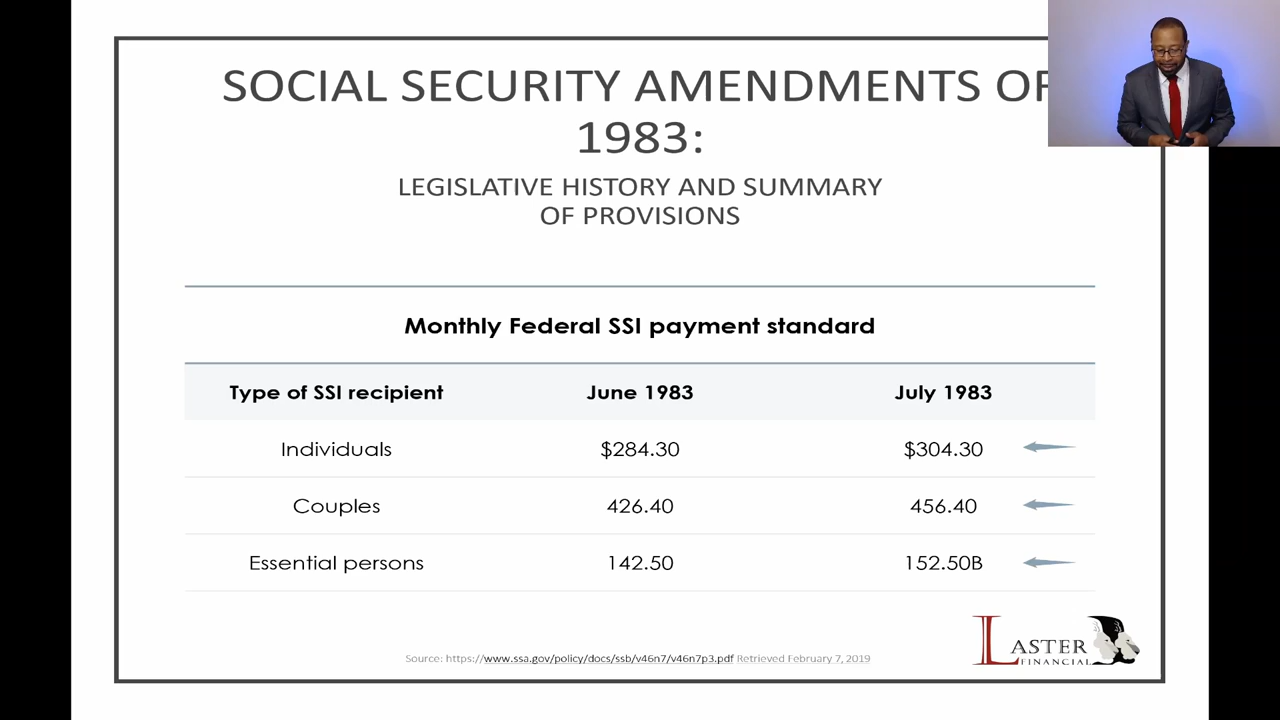 SOCIAL SECURITY AMENDMENTS OF
1983:
LEGISLATIVE HISTORY AND SUMMARY
OF PROVISIONS
Monthly Federal SSI payment standard
Type of SSI recipient June 1983 July 1983
Individuals $284.30 $304.30
Couples 426.40 456.40
Essential persons 142.50 152.50B
LASTER
FINANCIAL
Source: https://www.ssa.gov/policy/docs/ssb/v46n7/v46n7p3.pdf Retrieved February 7, 2019